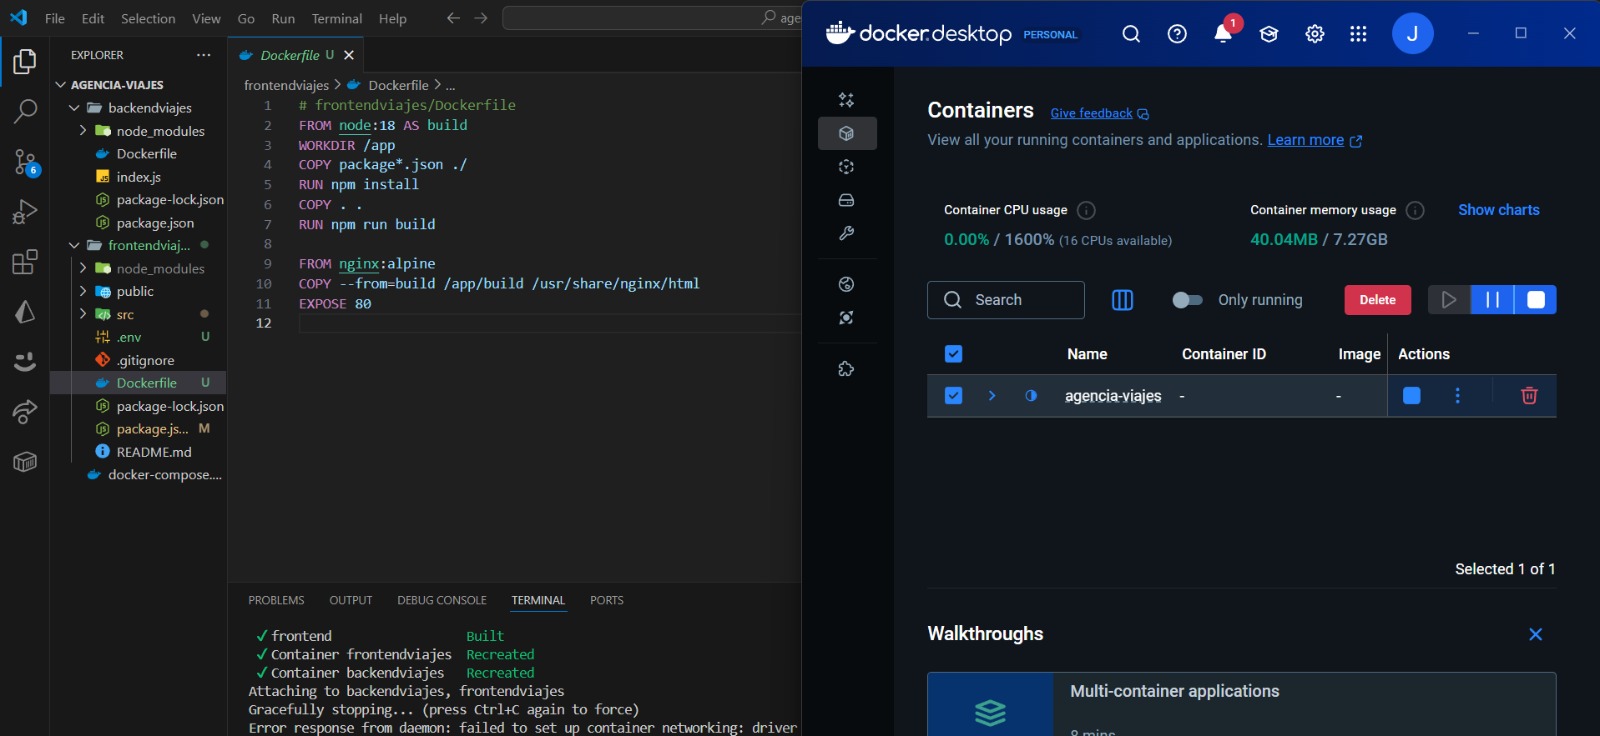 File Edit Selection View Go Run Terminal Help
age
EXPLORER
AGENCIA-VIAJES
backendviajes
node_modules
Dockerfile
index.js
package-lock.json
package.json
frontendviaj...
node_modules
public
src
.env U
.gitignore
Dockerfile U
package-lock.json
package.js... M
README.md
docker-compose....
6
Dockerfile U
frontendviajes > Dockerfile > ...
1 # frontendviajes/Dockerfile
2 FROM node:18 AS build
3 WORKDIR /app
4 COPY package*.json ./
5 RUN npm install
6 COPY . .
7 RUN npm run build
8
9 FROM nginx:alpine
10 COPY --from=build /app/build /usr/share/nginx/html
11 EXPOSE 80
12
PROBLEMS OUTPUT DEBUG CONSOLE TERMINAL PORTS
✓ frontend Built
✓ Container frontendviajes Recreated
✓ Container backendviajes Recreated
Attaching to backendviajes, frontendviajes
Gracefully stopping... (press Ctrl+C again to force)
Error response from daemon: failed to set up container networking: driver
docker.desktop PERSONAL
1
J
Containers Give feedback
View all your running containers and applications. Learn more
Container CPU usage
0.00% / 1600% (16 CPUs available)
Container memory usage
40.04MB / 7.27GB
Show charts
Search
Only running
Delete
Name Container ID Image Actions
agencia-viajes - -
Selected 1 of 1
Walkthroughs
Multi-container applications
8 mins